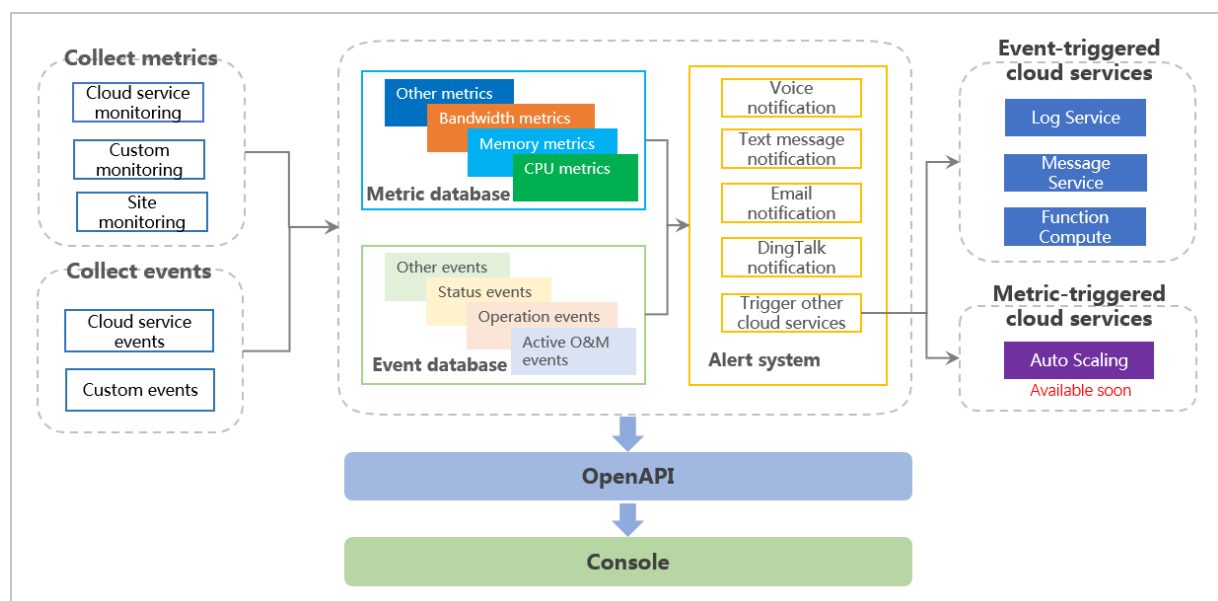 Collect metrics
Cloud service
monitoring
Custom
monitoring
Site
monitoring
Collect events
Cloud service
events
Custom events
Other metrics
Bandwidth metrics
Memory metrics
CPU metrics
Metric database
Other events
Status events
Operation events
Active O&M
events
Event database
Voice
notification
Text message
notification
Email
notification
DingTalk
notification
Trigger other
cloud services
Alert system
Event-triggered
cloud services
Log Service
Message
Service
Function
Compute
Metric-triggered
cloud services
Auto Scaling
Available soon
OpenAPI
Console